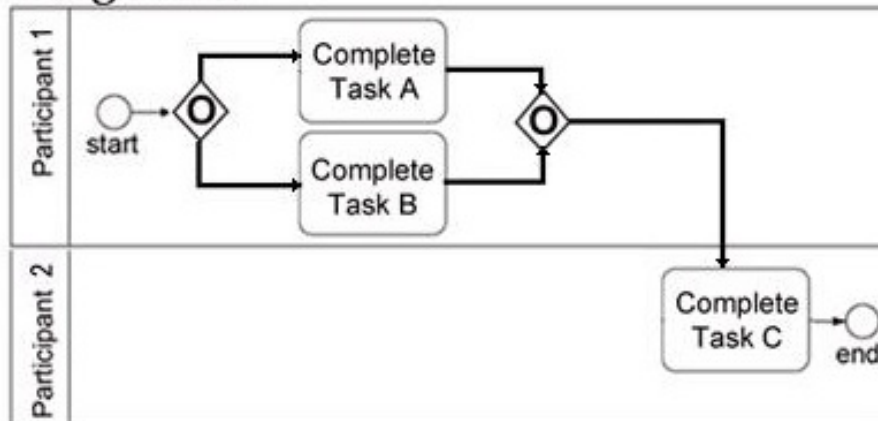 Participant 1
start
O
Complete
Task A
Complete
Task B
O
Participant 2
Complete
Task C
end